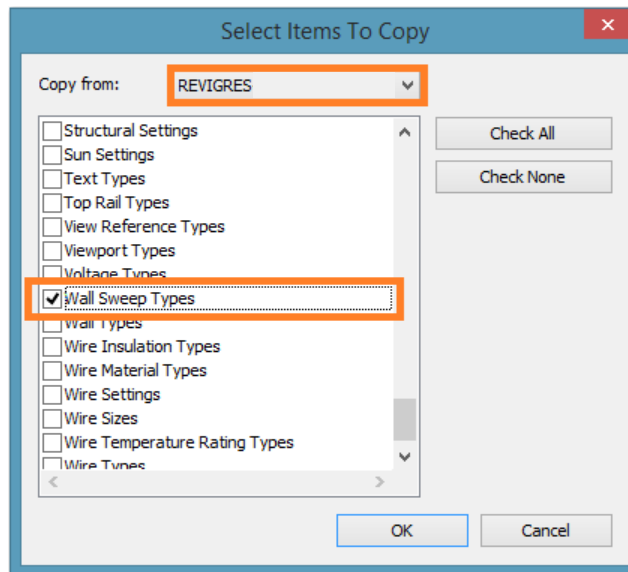 Select Items To Copy
Copy from: REVIGRES
Structural Settings
Sun Settings
Text Types
Top Rail Types
View Reference Types
Viewport Types
Voltage Types
Wall Sweep Types
Wall Types
Wire Insulation Types
Wire Material Types
Wire Settings
Wire Sizes
Wire Temperature Rating Types
Wire Types
Check All
Check None
OK
Cancel